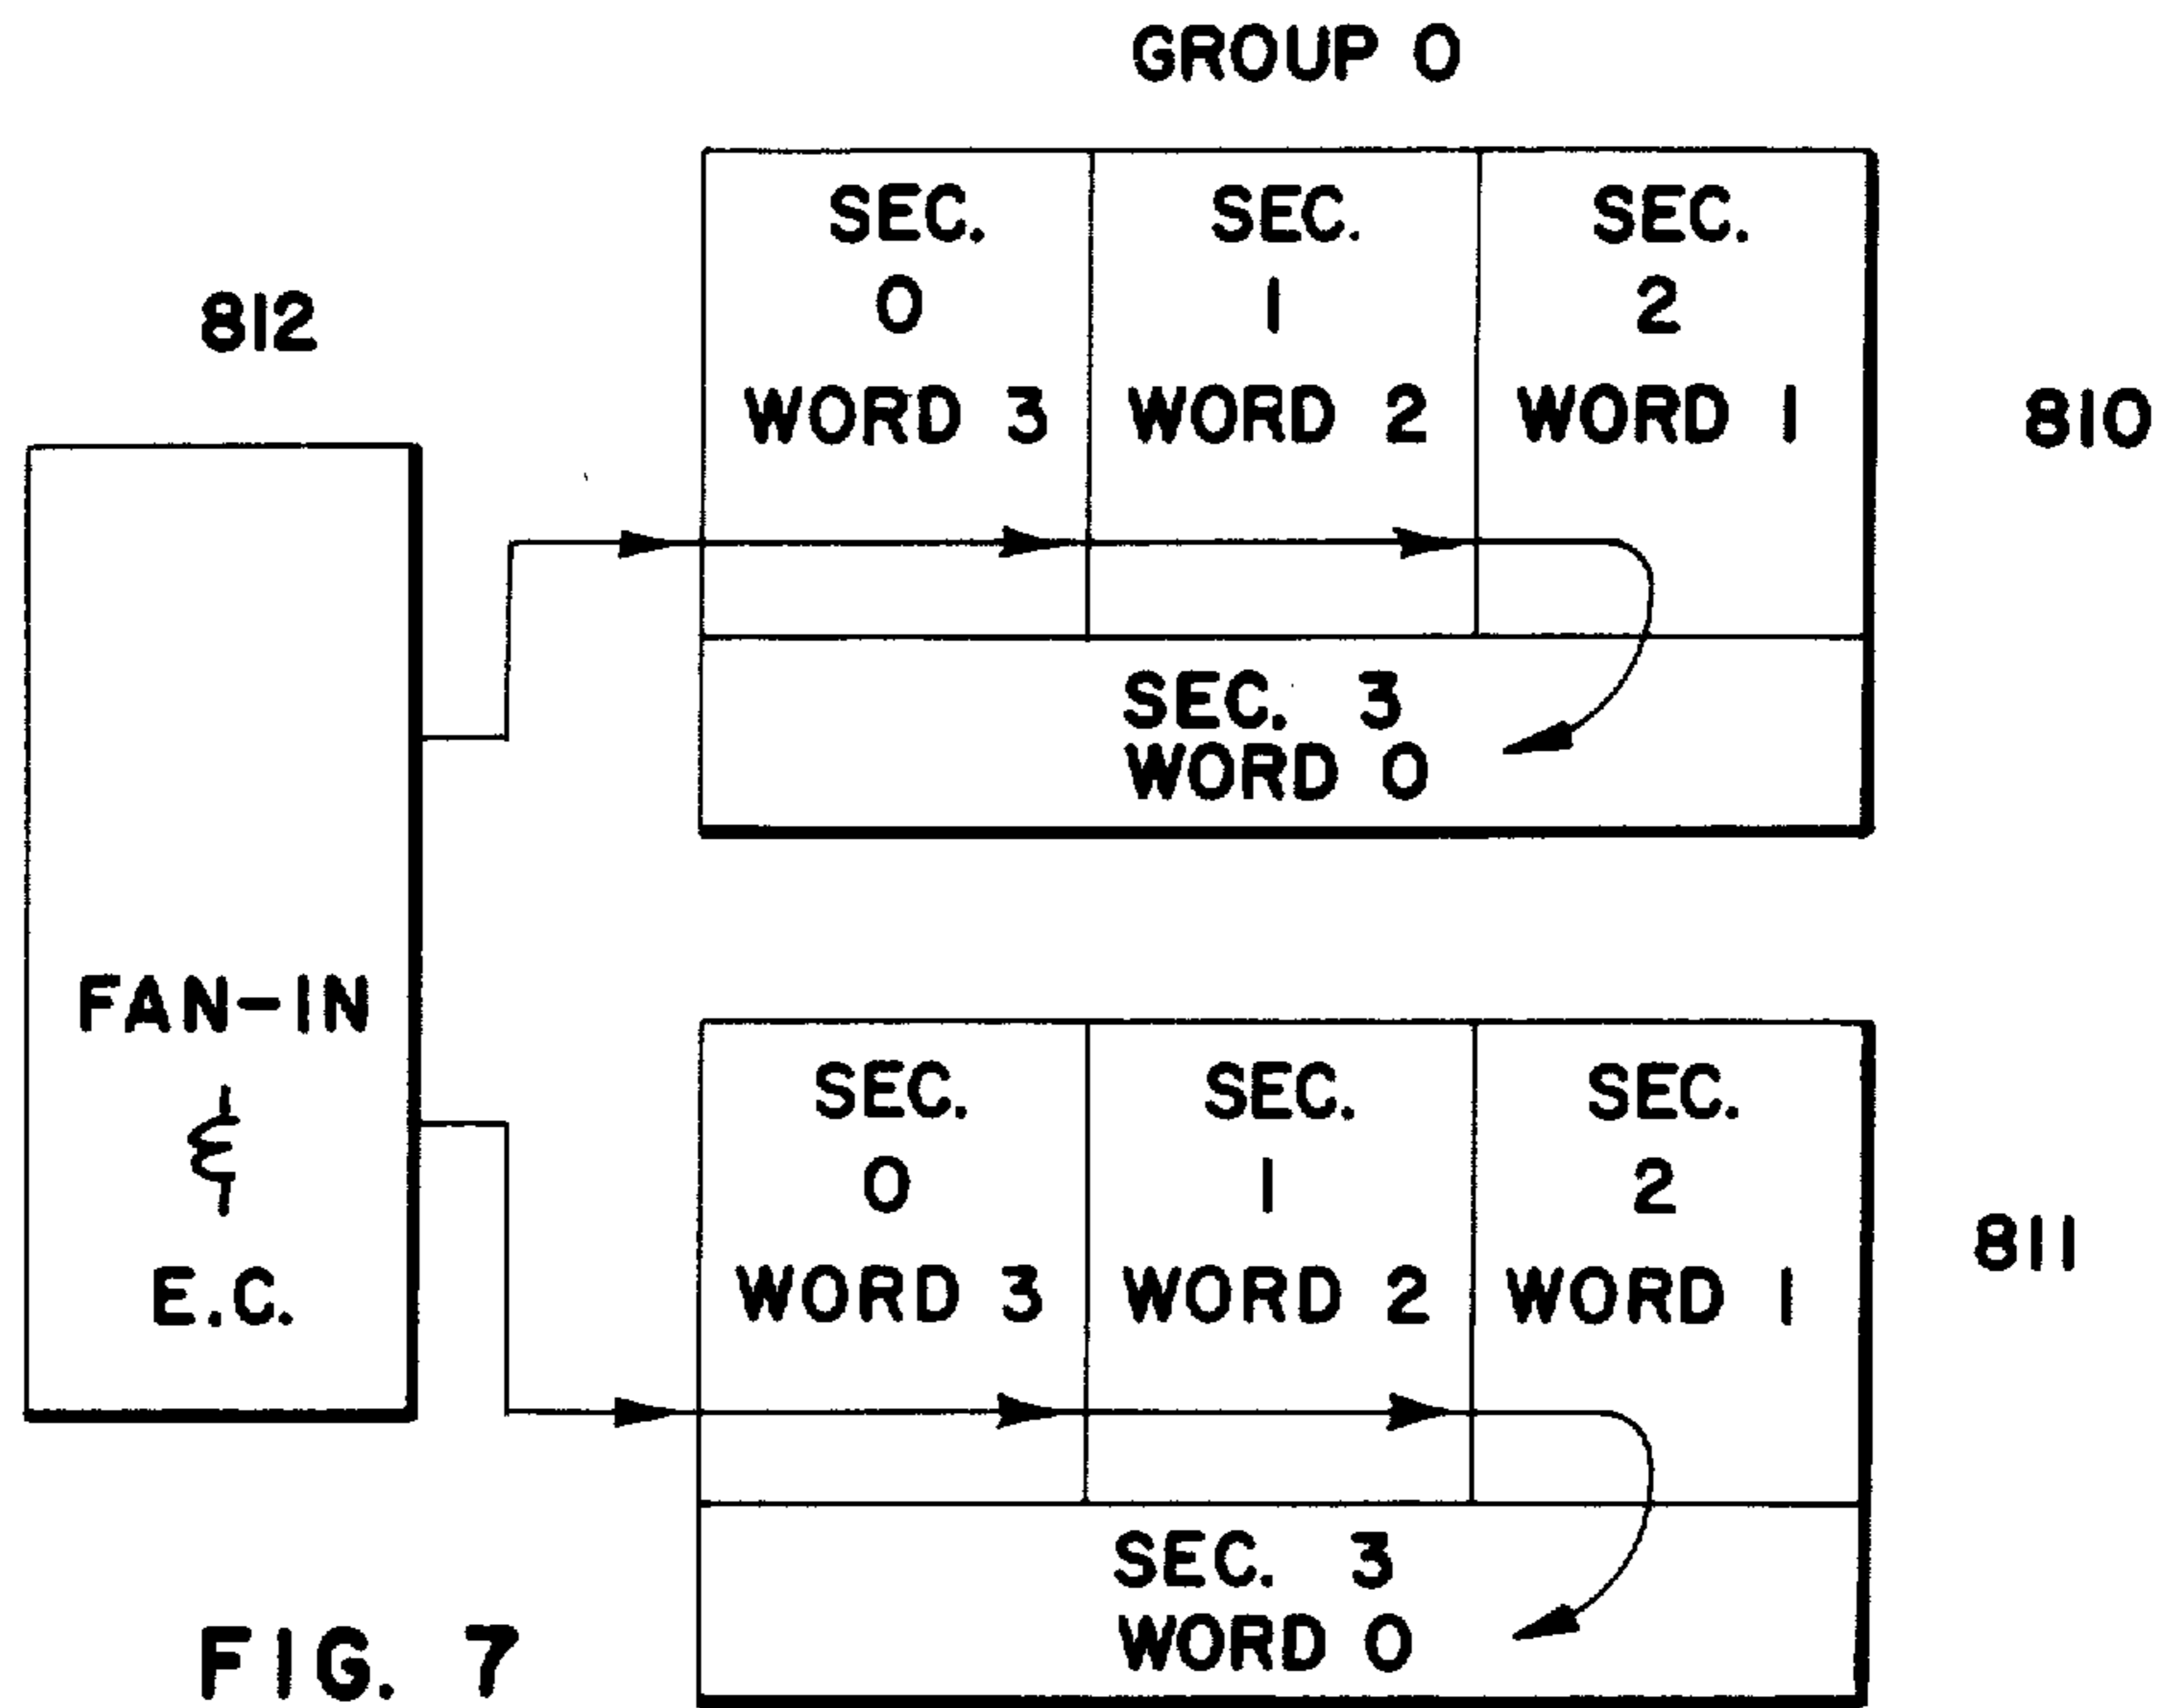 GROUP 0
SEC. 0 WORD 3
SEC. 1 WORD 2
SEC. 2 WORD 1
SEC. 3
WORD 0
810
812
FAN-IN
&
E.C.
SEC. 0 WORD 3
SEC. 1 WORD 2
SEC. 2 WORD 1
SEC. 3
WORD 0
811
FIG. 7